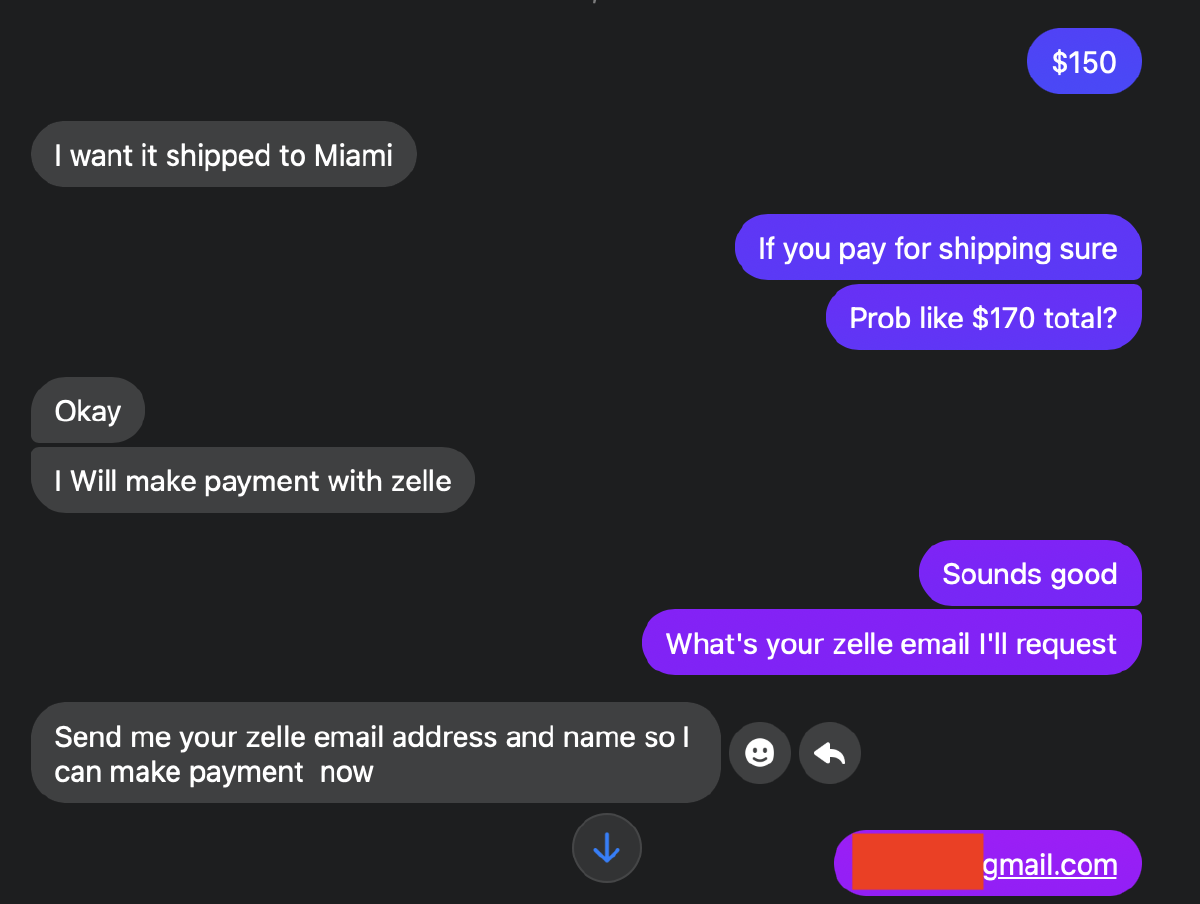 $150
I want it shipped to Miami
If you pay for shipping sure
Prob like $170 total?
Okay
I Will make payment with zelle
Sounds good
What's your zelle email I'll request
Send me your zelle email address and name so I
can make payment  now
gmail.com